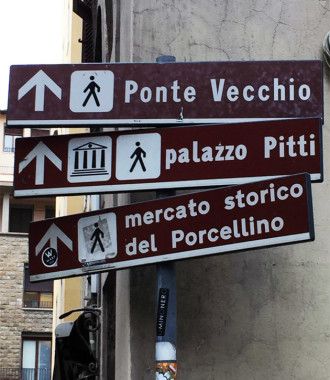 Ponte Vecchio
palazzo Pitti
mercato storico
del Porcellino